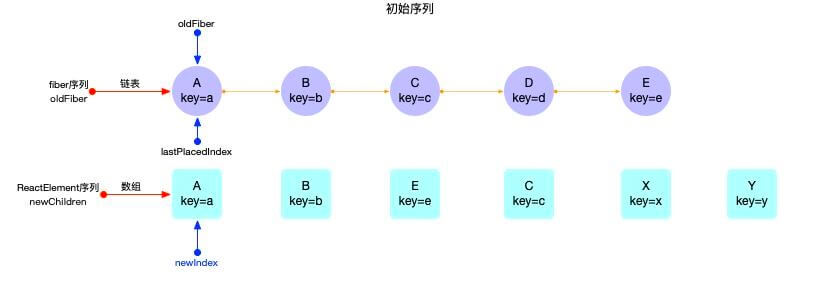 初始序列
oldFiber
fiber序列
oldFiber
链表
A
key=a
B
key=b
C
key=c
D
key=d
E
key=e
lastPlacedIndex
ReactElement序列
newChildren
数组
A
key=a
B
key=b
E
key=e
C
key=c
X
key=x
Y
key=y
newIndex